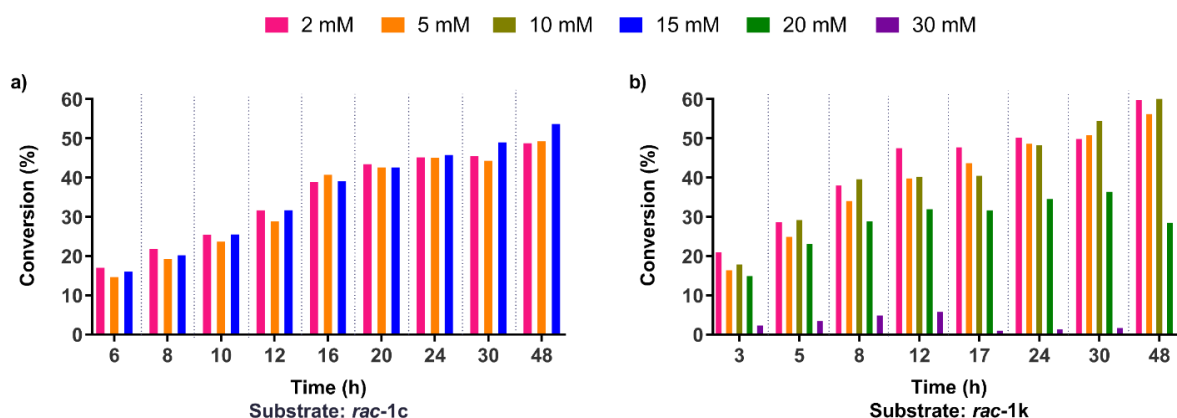 2 mM 5 mM 10 mM 15 mM 20 mM 30 mM
a)
60
50
40
30
20
10
0
Conversion (%)
6 8 10 12 16 20 24 30 48
Time (h)
Substrate: rac-1c
b)
60
50
40
30
20
10
0
Conversion (%)
3 5 8 12 17 24 30 48
Time (h)
Substrate: rac-1k